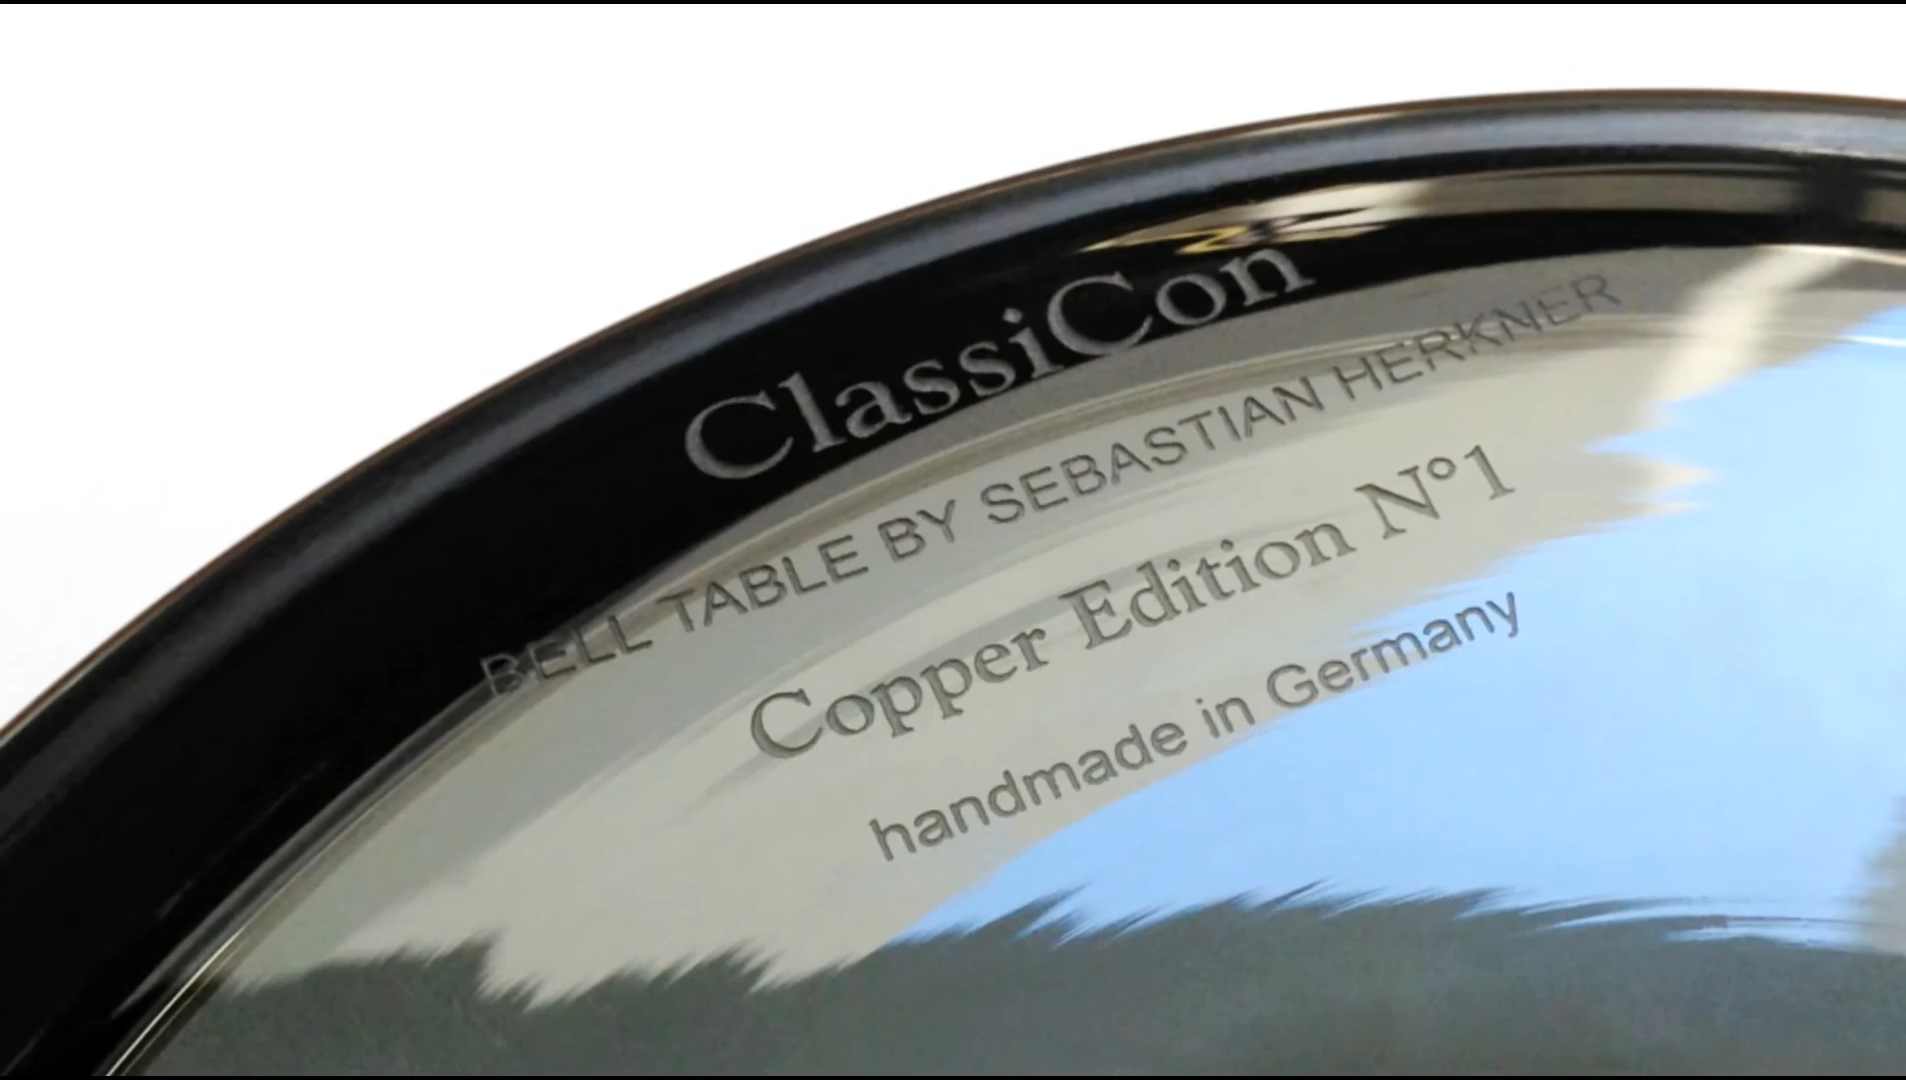 ClassiCon
BELL TABLE BY SEBASTIAN HERKNER
Copper Edition N°1
handmade in Germany